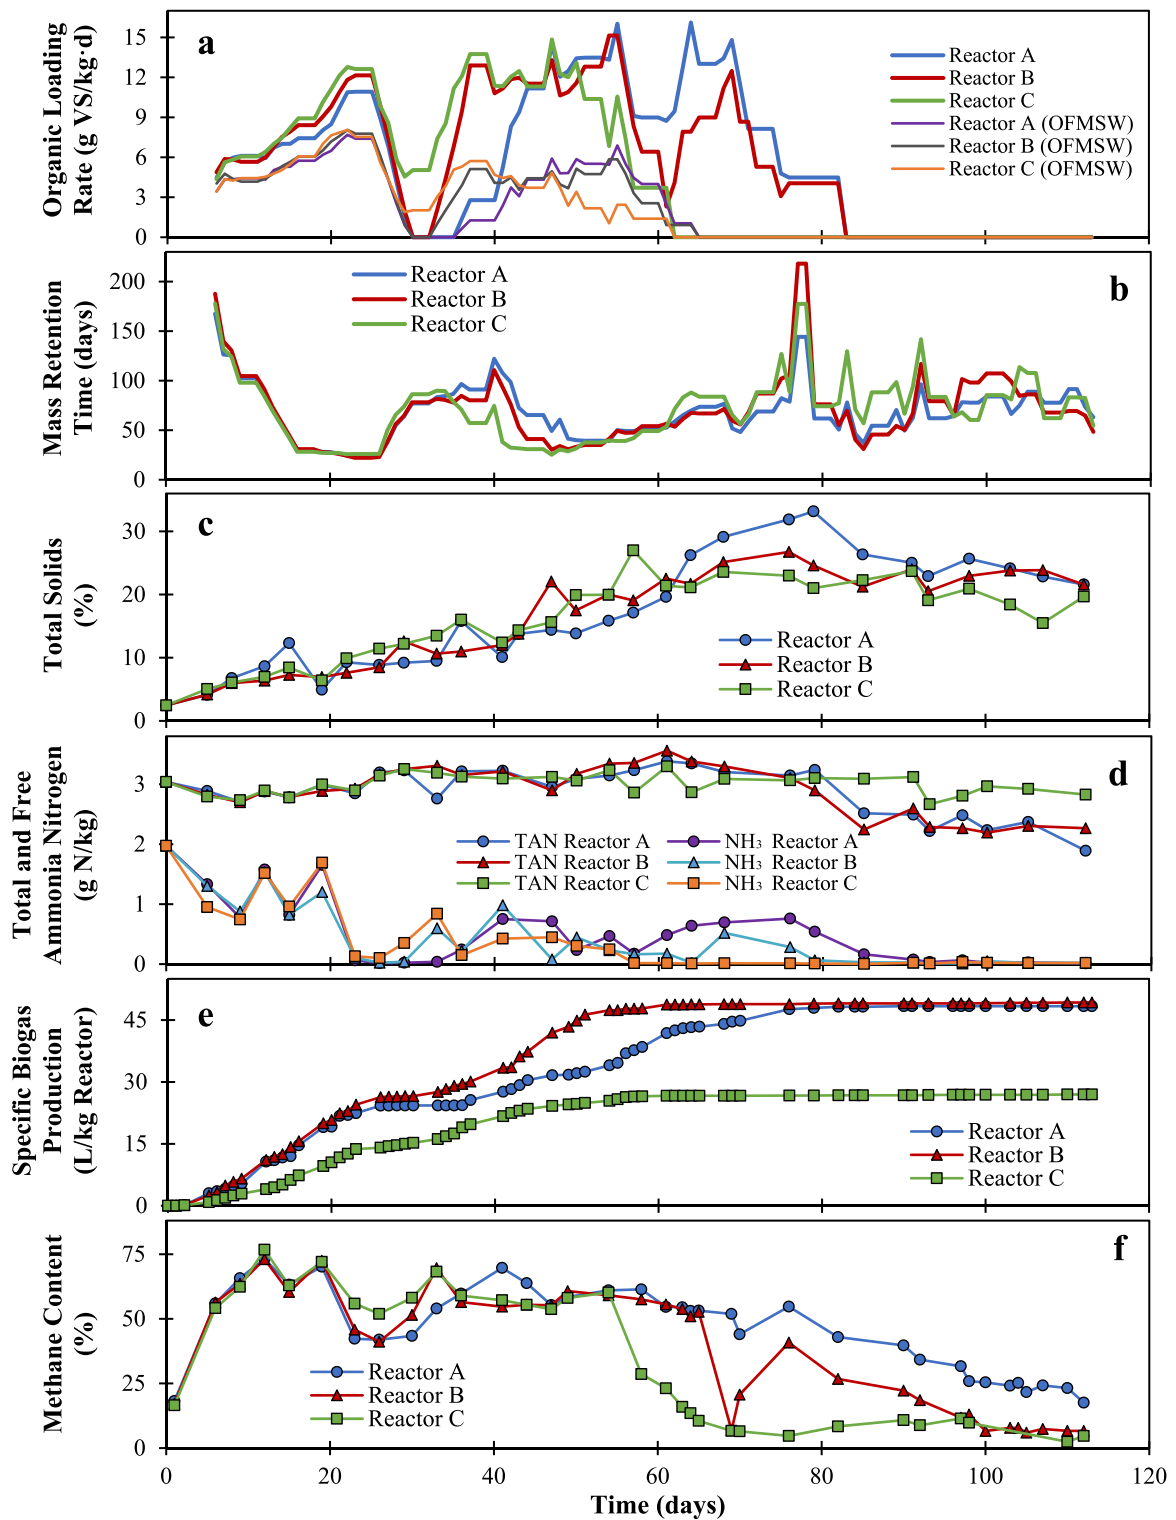 a
Organic Loading
Rate (g VS/kg·d)
15
12
9
6
3
0
Reactor A
Reactor B
Reactor C
Reactor A (OFMSW)
Reactor B (OFMSW)
Reactor C (OFMSW)
b
Mass Retention
Time (days)
200
150
100
50
0
Reactor A
Reactor B
Reactor C
c
Total Solids
(%)
30
20
10
0
Reactor A
Reactor B
Reactor C
d
Total and Free
Ammonia Nitrogen
(g N/kg)
3
2
1
0
TAN Reactor A
NH₃ Reactor A
TAN Reactor B
NH₃ Reactor B
TAN Reactor C
NH₃ Reactor C
e
Specific Biogas
Production
(L/kg Reactor)
45
30
15
0
Reactor A
Reactor B
Reactor C
f
Methane Content
(%)
75
50
25
0
Reactor A
Reactor B
Reactor C
0 20 40 60 80 100 120
Time (days)